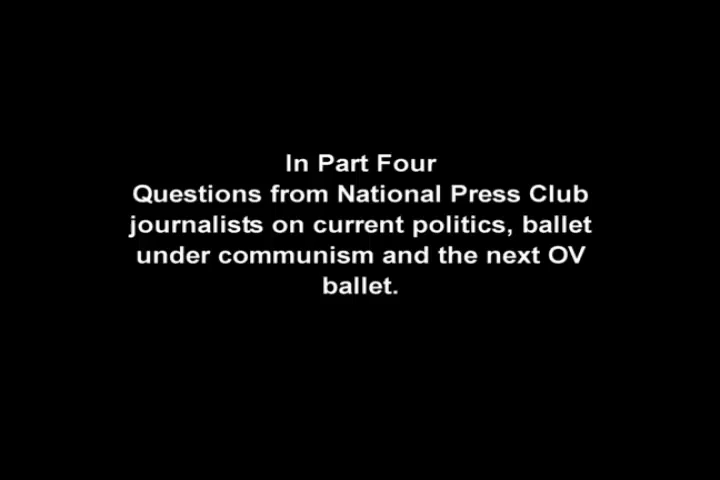 In Part Four
Questions from National Press Club
journalists on current politics, ballet
under communism and the next OV
ballet.